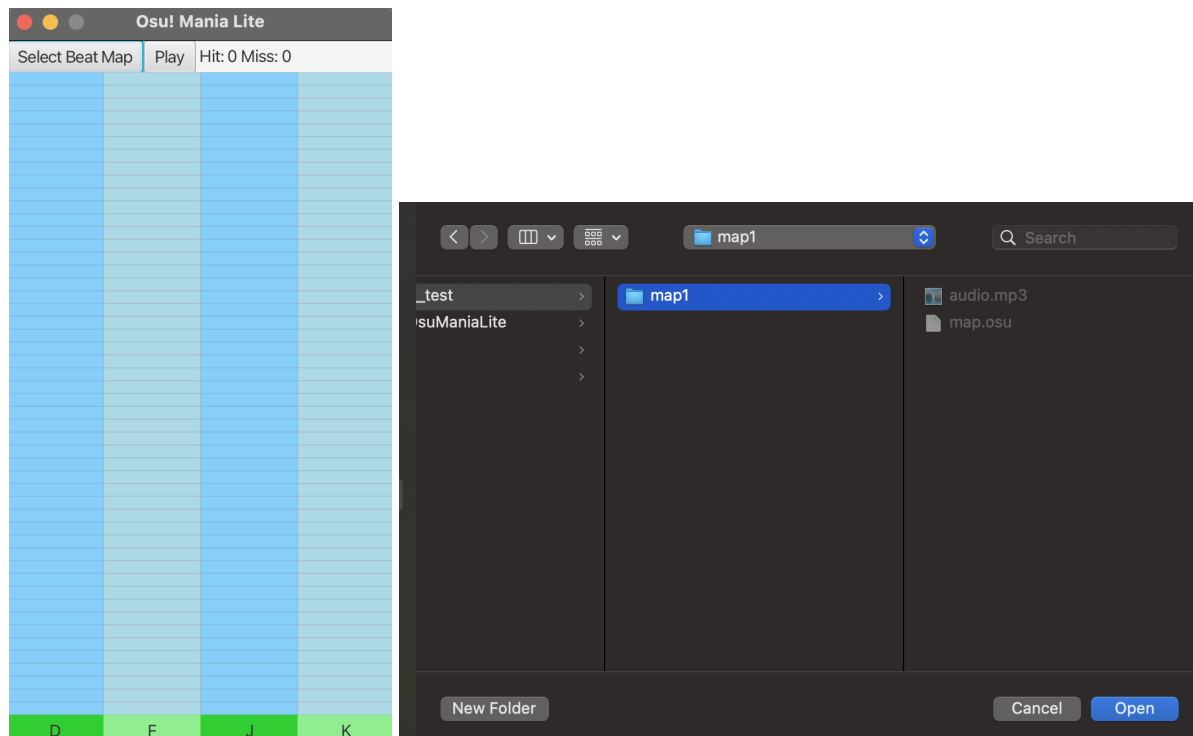 Osu! Mania Lite
Select Beat Map Play Hit: 0 Miss: 0
D F J K
map1 Search
_test map1 audio.mp3
suManiaLite map.osu
New Folder Cancel Open